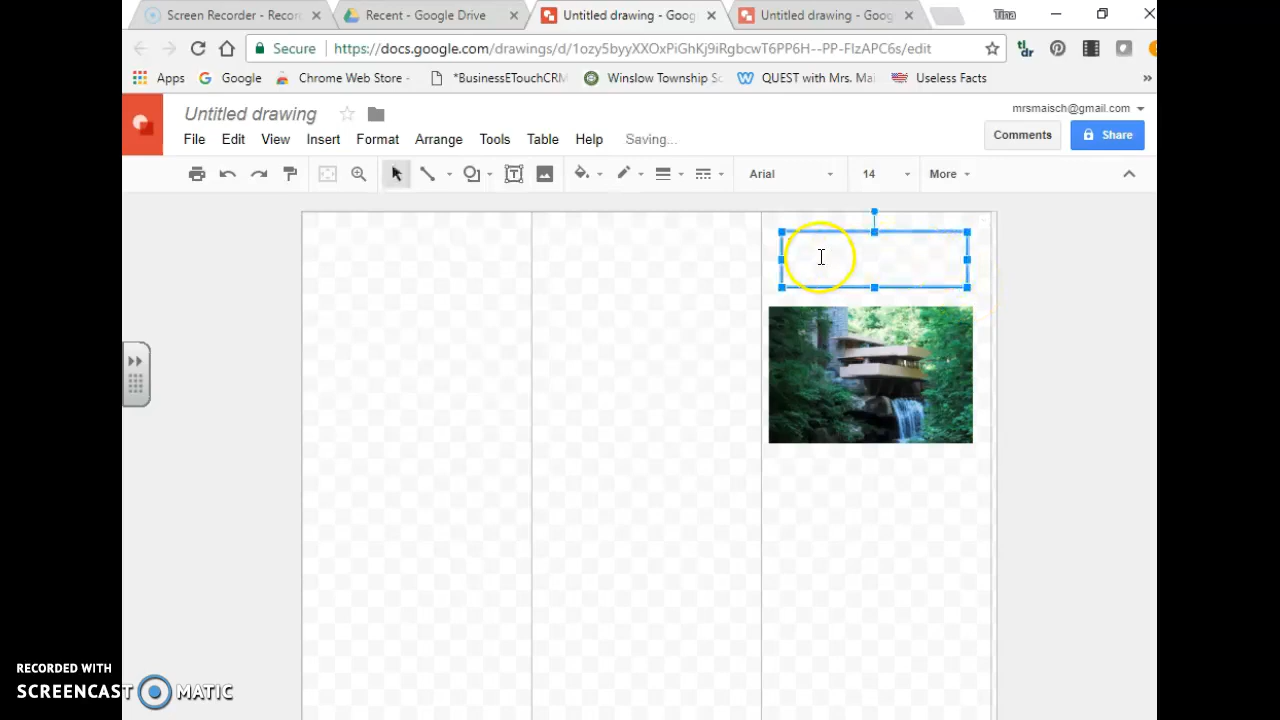 Screen Recorder - Recor
Recent - Google Drive
Untitled drawing - Goog
Untitled drawing - Goog
Tina
Secure
https://docs.google.com/drawings/d/1ozy5byyXXOxPiGhKj9iRgbcwT6PP6H--PP-FlzAPC6s/edit
tl;dr
Apps
Google
Chrome Web Store -
*BusinessETouchCRM
Winslow Township Sc
QUEST with Mrs. Mai
Useless Facts
»
Untitled drawing
mrsmaisch@gmail.com
File Edit View Insert Format Arrange Tools Table Help Saving...
Comments
Share
Arial
14
More
RECORDED WITH
SCREENCAST MATIC